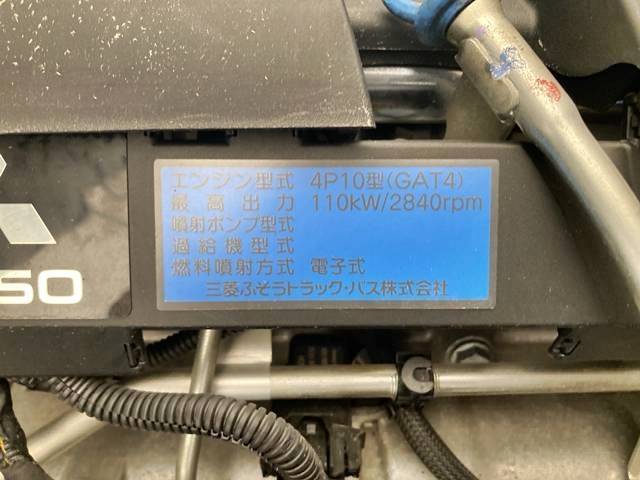 エンジン型式 4P10型(GAT4)
最高出力 110kW/2840rpm
噴射ポンプ型式
過給機型式
燃料噴射方式 電子式
三菱ふそうトラック・バス株式会社
SO